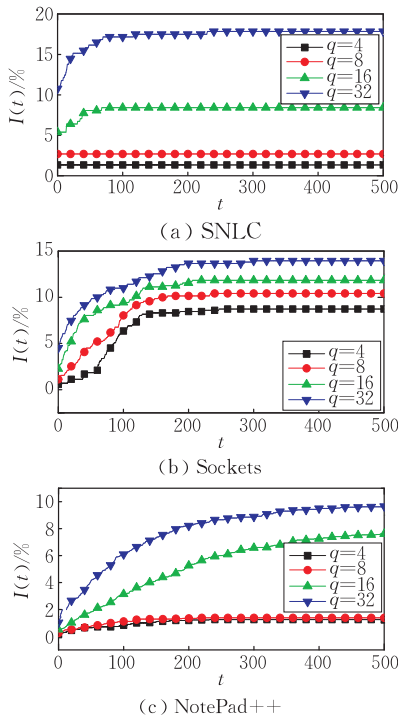 20
15
10
5
0
I(t)/%
q=4
q=8
q=16
q=32
0 100 200 300 400 500
t
(a) SNLC
15
10
5
0
I(t)/%
q=4
q=8
q=16
q=32
0 100 200 300 400 500
t
(b) Sockets
10
8
6
4
2
0
I(t)/%
q=4
q=8
q=16
q=32
0 100 200 300 400 500
t
(c) NotePad++